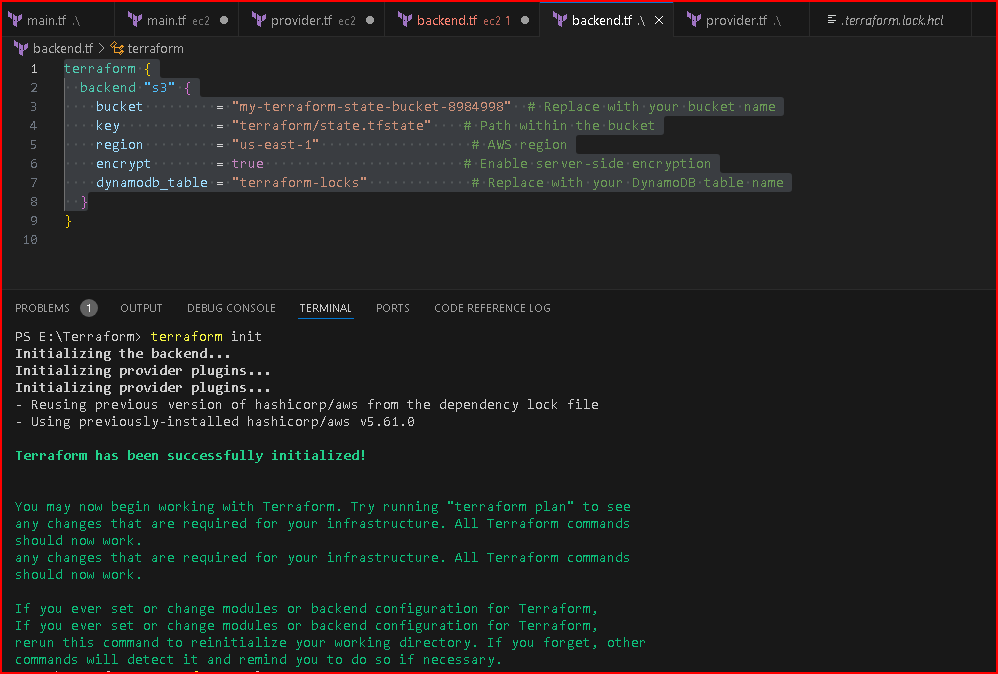 main.tf .\ main.tf ec2 provider.tf ec2 backend.tf ec2 1 backend.tf .\ provider.tf .\ .terraform.lock.hcl
backend.tf > terraform
1 terraform {
2 backend "s3" {
3 bucket = "my-terraform-state-bucket-8984998" # Replace with your bucket name
4 key = "terraform/state.tfstate" # Path within the bucket
5 region = "us-east-1" # AWS region
6 encrypt = true # Enable server-side encryption
7 dynamodb_table = "terraform-locks" # Replace with your DynamoDB table name
8 }
9 }
10
PROBLEMS 1 OUTPUT DEBUG CONSOLE TERMINAL PORTS CODE REFERENCE LOG
PS E:\Terraform> terraform init
Initializing the backend...
Initializing provider plugins...
Initializing provider plugins...
- Reusing previous version of hashicorp/aws from the dependency lock file
- Using previously-installed hashicorp/aws v5.61.0
Terraform has been successfully initialized!
You may now begin working with Terraform. Try running "terraform plan" to see
any changes that are required for your infrastructure. All Terraform commands
should now work.
any changes that are required for your infrastructure. All Terraform commands
should now work.
If you ever set or change modules or backend configuration for Terraform,
If you ever set or change modules or backend configuration for Terraform,
rerun this command to reinitialize your working directory. If you forget, other
commands will detect it and remind you to do so if necessary.